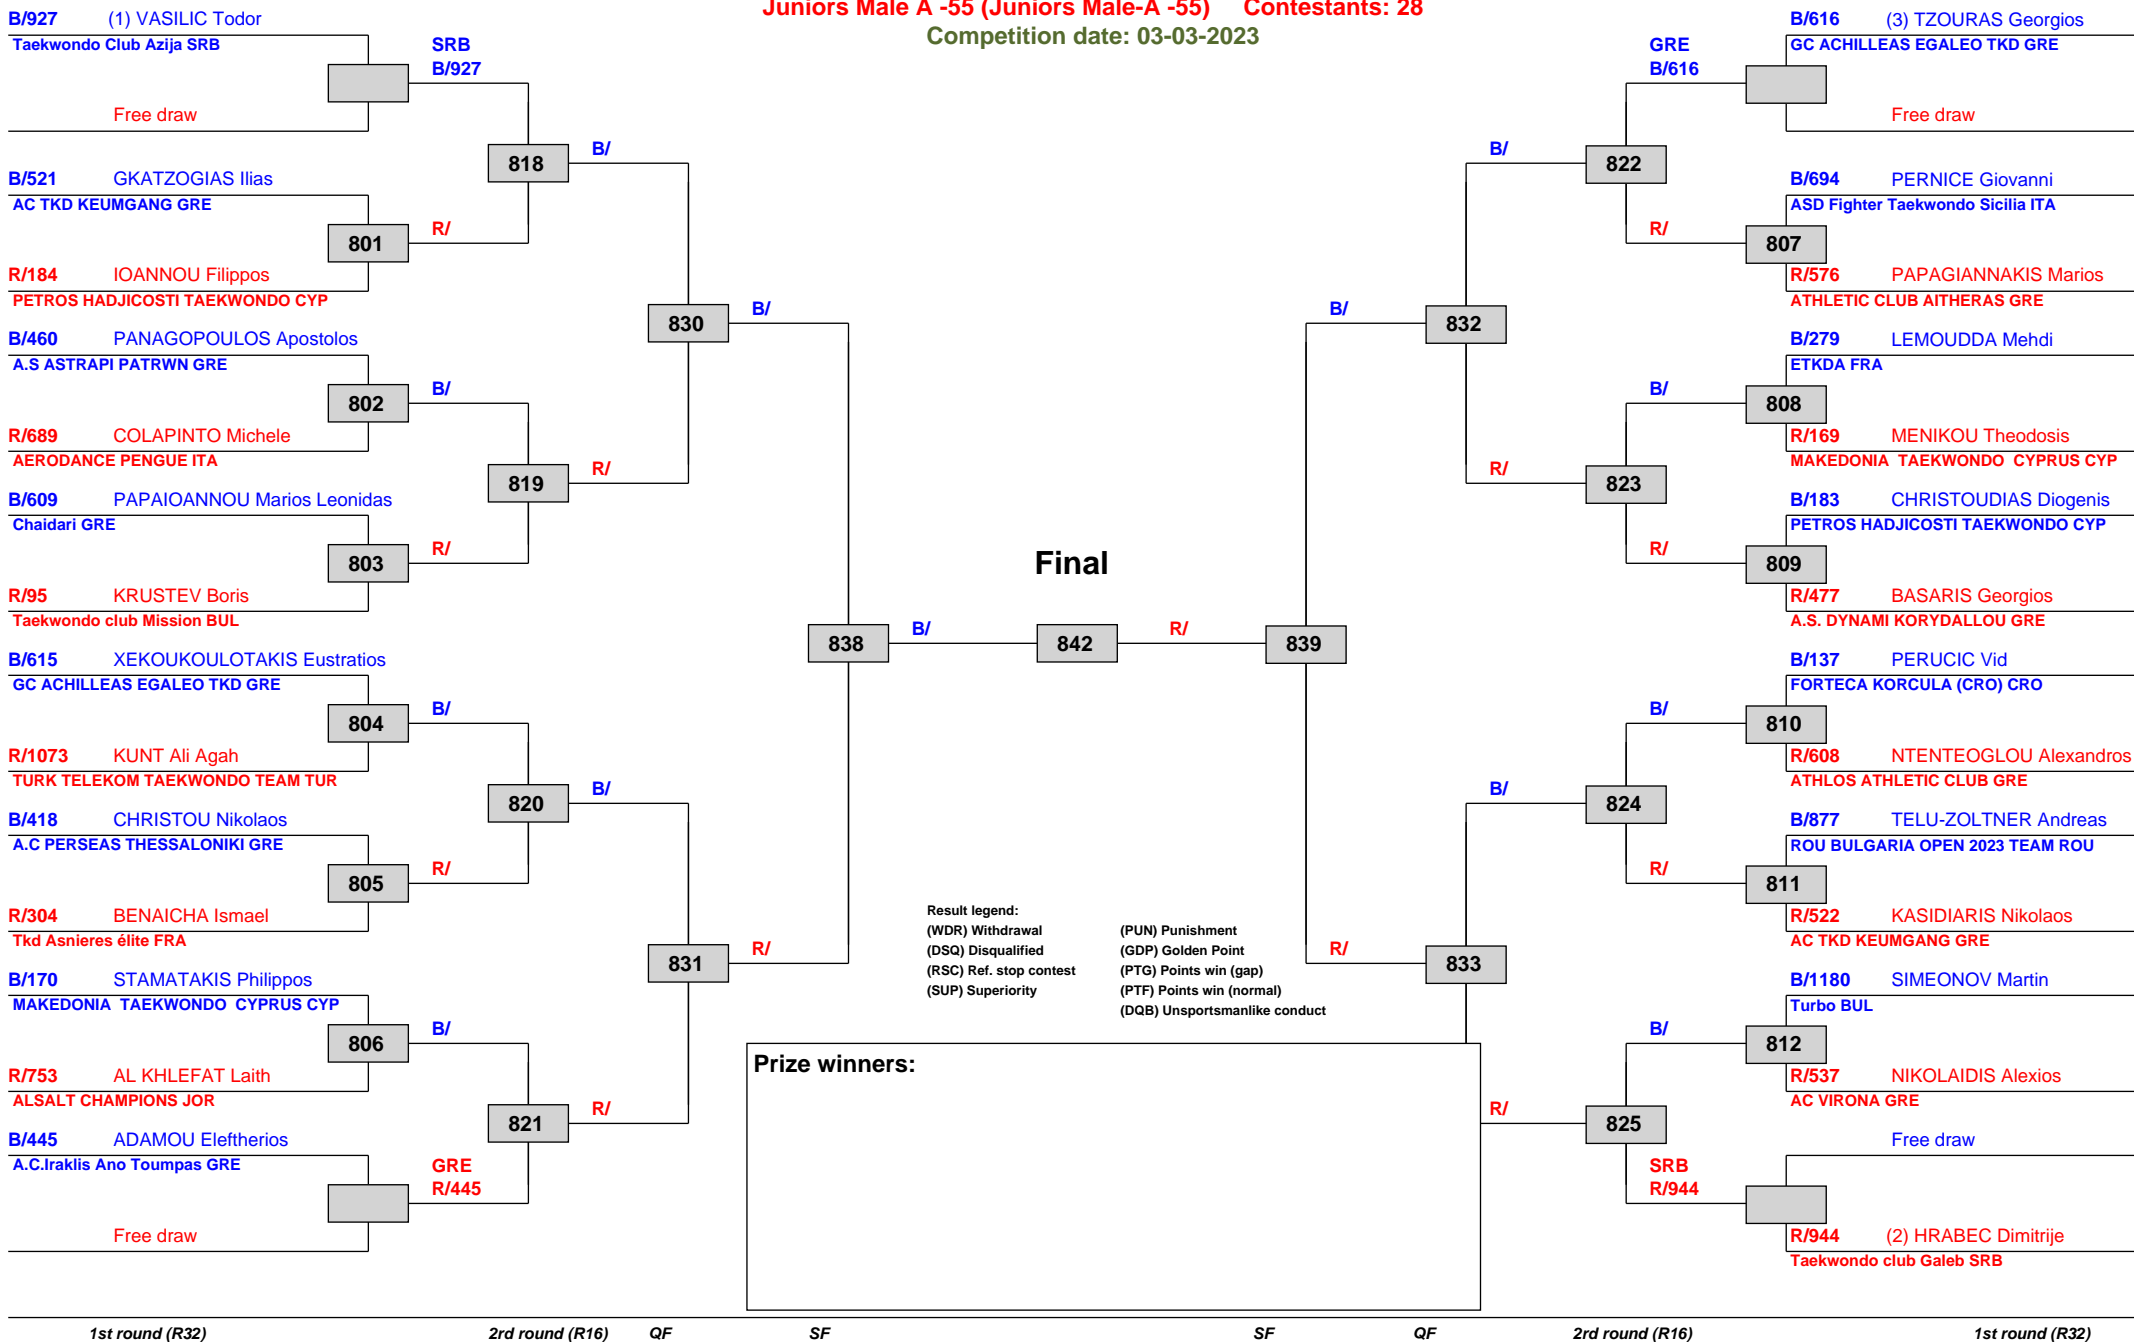 Juniors Male A -55 (Juniors Male-A -55) Contestants: 28
Competition date: 03-03-2023
B/927 (1) VASILIC Todor
Taekwondo Club Azija SRB
Free draw
SRB
B/927
B/521 GKATZOGIAS Ilias
AC TKD KEUMGANG GRE
801
R/184 IOANNOU Filippos
PETROS HADJICOSTI TAEKWONDO CYP
R/
818
B/
B/460 PANAGOPOULOS Apostolos
A.S ASTRAPI PATRWN GRE
802
R/689 COLAPINTO Michele
AERODANCE PENGUE ITA
B/
B/609 PAPAIOANNOU Marios Leonidas
Chaidari GRE
803
R/95 KRUSTEV Boris
Taekwondo club Mission BUL
R/
819
R/
830
B/
B/615 XEKOUKOULOTAKIS Eustratios
GC ACHILLEAS EGALEO TKD GRE
804
R/1073 KUNT Ali Agah
TURK TELEKOM TAEKWONDO TEAM TUR
B/
B/418 CHRISTOU Nikolaos
A.C PERSEAS THESSALONIKI GRE
805
R/304 BENAICHA Ismael
Tkd Asnieres élite FRA
R/
820
B/
B/170 STAMATAKIS Philippos
MAKEDONIA TAEKWONDO CYPRUS CYP
806
R/753 AL KHLEFAT Laith
ALSALT CHAMPIONS JOR
B/
B/445 ADAMOU Eleftherios
A.C.Iraklis Ano Toumpas GRE
Free draw
GRE
R/445
821
R/
831
R/
838
B/
Final
842
R/
839
B/
832
B/
822
GRE
B/616
B/616 (3) TZOURAS Georgios
GC ACHILLEAS EGALEO TKD GRE
Free draw
B/694 PERNICE Giovanni
ASD Fighter Taekwondo Sicilia ITA
R/
807
R/576 PAPAGIANNAKIS Marios
ATHLETIC CLUB AITHERAS GRE
B/279 LEMOUDDA Mehdi
ETKDA FRA
B/
808
R/169 MENIKOU Theodosis
MAKEDONIA TAEKWONDO CYPRUS CYP
R/
823
B/183 CHRISTOUDIAS Diogenis
PETROS HADJICOSTI TAEKWONDO CYP
R/
809
R/477 BASARIS Georgios
A.S. DYNAMI KORYDALLOU GRE
B/137 PERUCIC Vid
FORTECA KORCULA (CRO) CRO
B/
810
R/608 NTENTEOGLOU Alexandros
ATHLOS ATHLETIC CLUB GRE
B/
824
B/877 TELU-ZOLTNER Andreas
ROU BULGARIA OPEN 2023 TEAM ROU
R/
811
R/522 KASIDIARIS Nikolaos
AC TKD KEUMGANG GRE
R/
833
B/1180 SIMEONOV Martin
Turbo BUL
B/
812
R/537 NIKOLAIDIS Alexios
AC VIRONA GRE
R/
825
Free draw
SRB
R/944
R/944 (2) HRABEC Dimitrije
Taekwondo club Galeb SRB
Result legend:
(WDR) Withdrawal (PUN) Punishment
(DSQ) Disqualified (GDP) Golden Point
(RSC) Ref. stop contest (PTG) Points win (gap)
(SUP) Superiority (PTF) Points win (normal)
(DQB) Unsportsmanlike conduct
Prize winners:
1st round (R32) 2rd round (R16) QF SF SF QF 2rd round (R16) 1st round (R32)